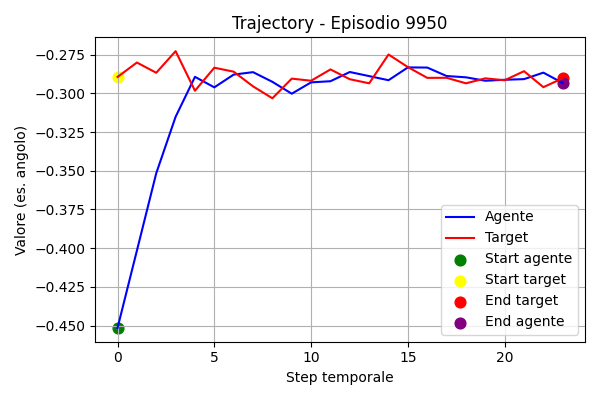 Trajectory - Episodio 9950
Valore (es. angolo)
−0.275
−0.300
−0.325
−0.350
−0.375
−0.400
−0.425
−0.450
Agente
Target
Start agente
Start target
End target
End agente
0
5
10
15
20
Step temporale